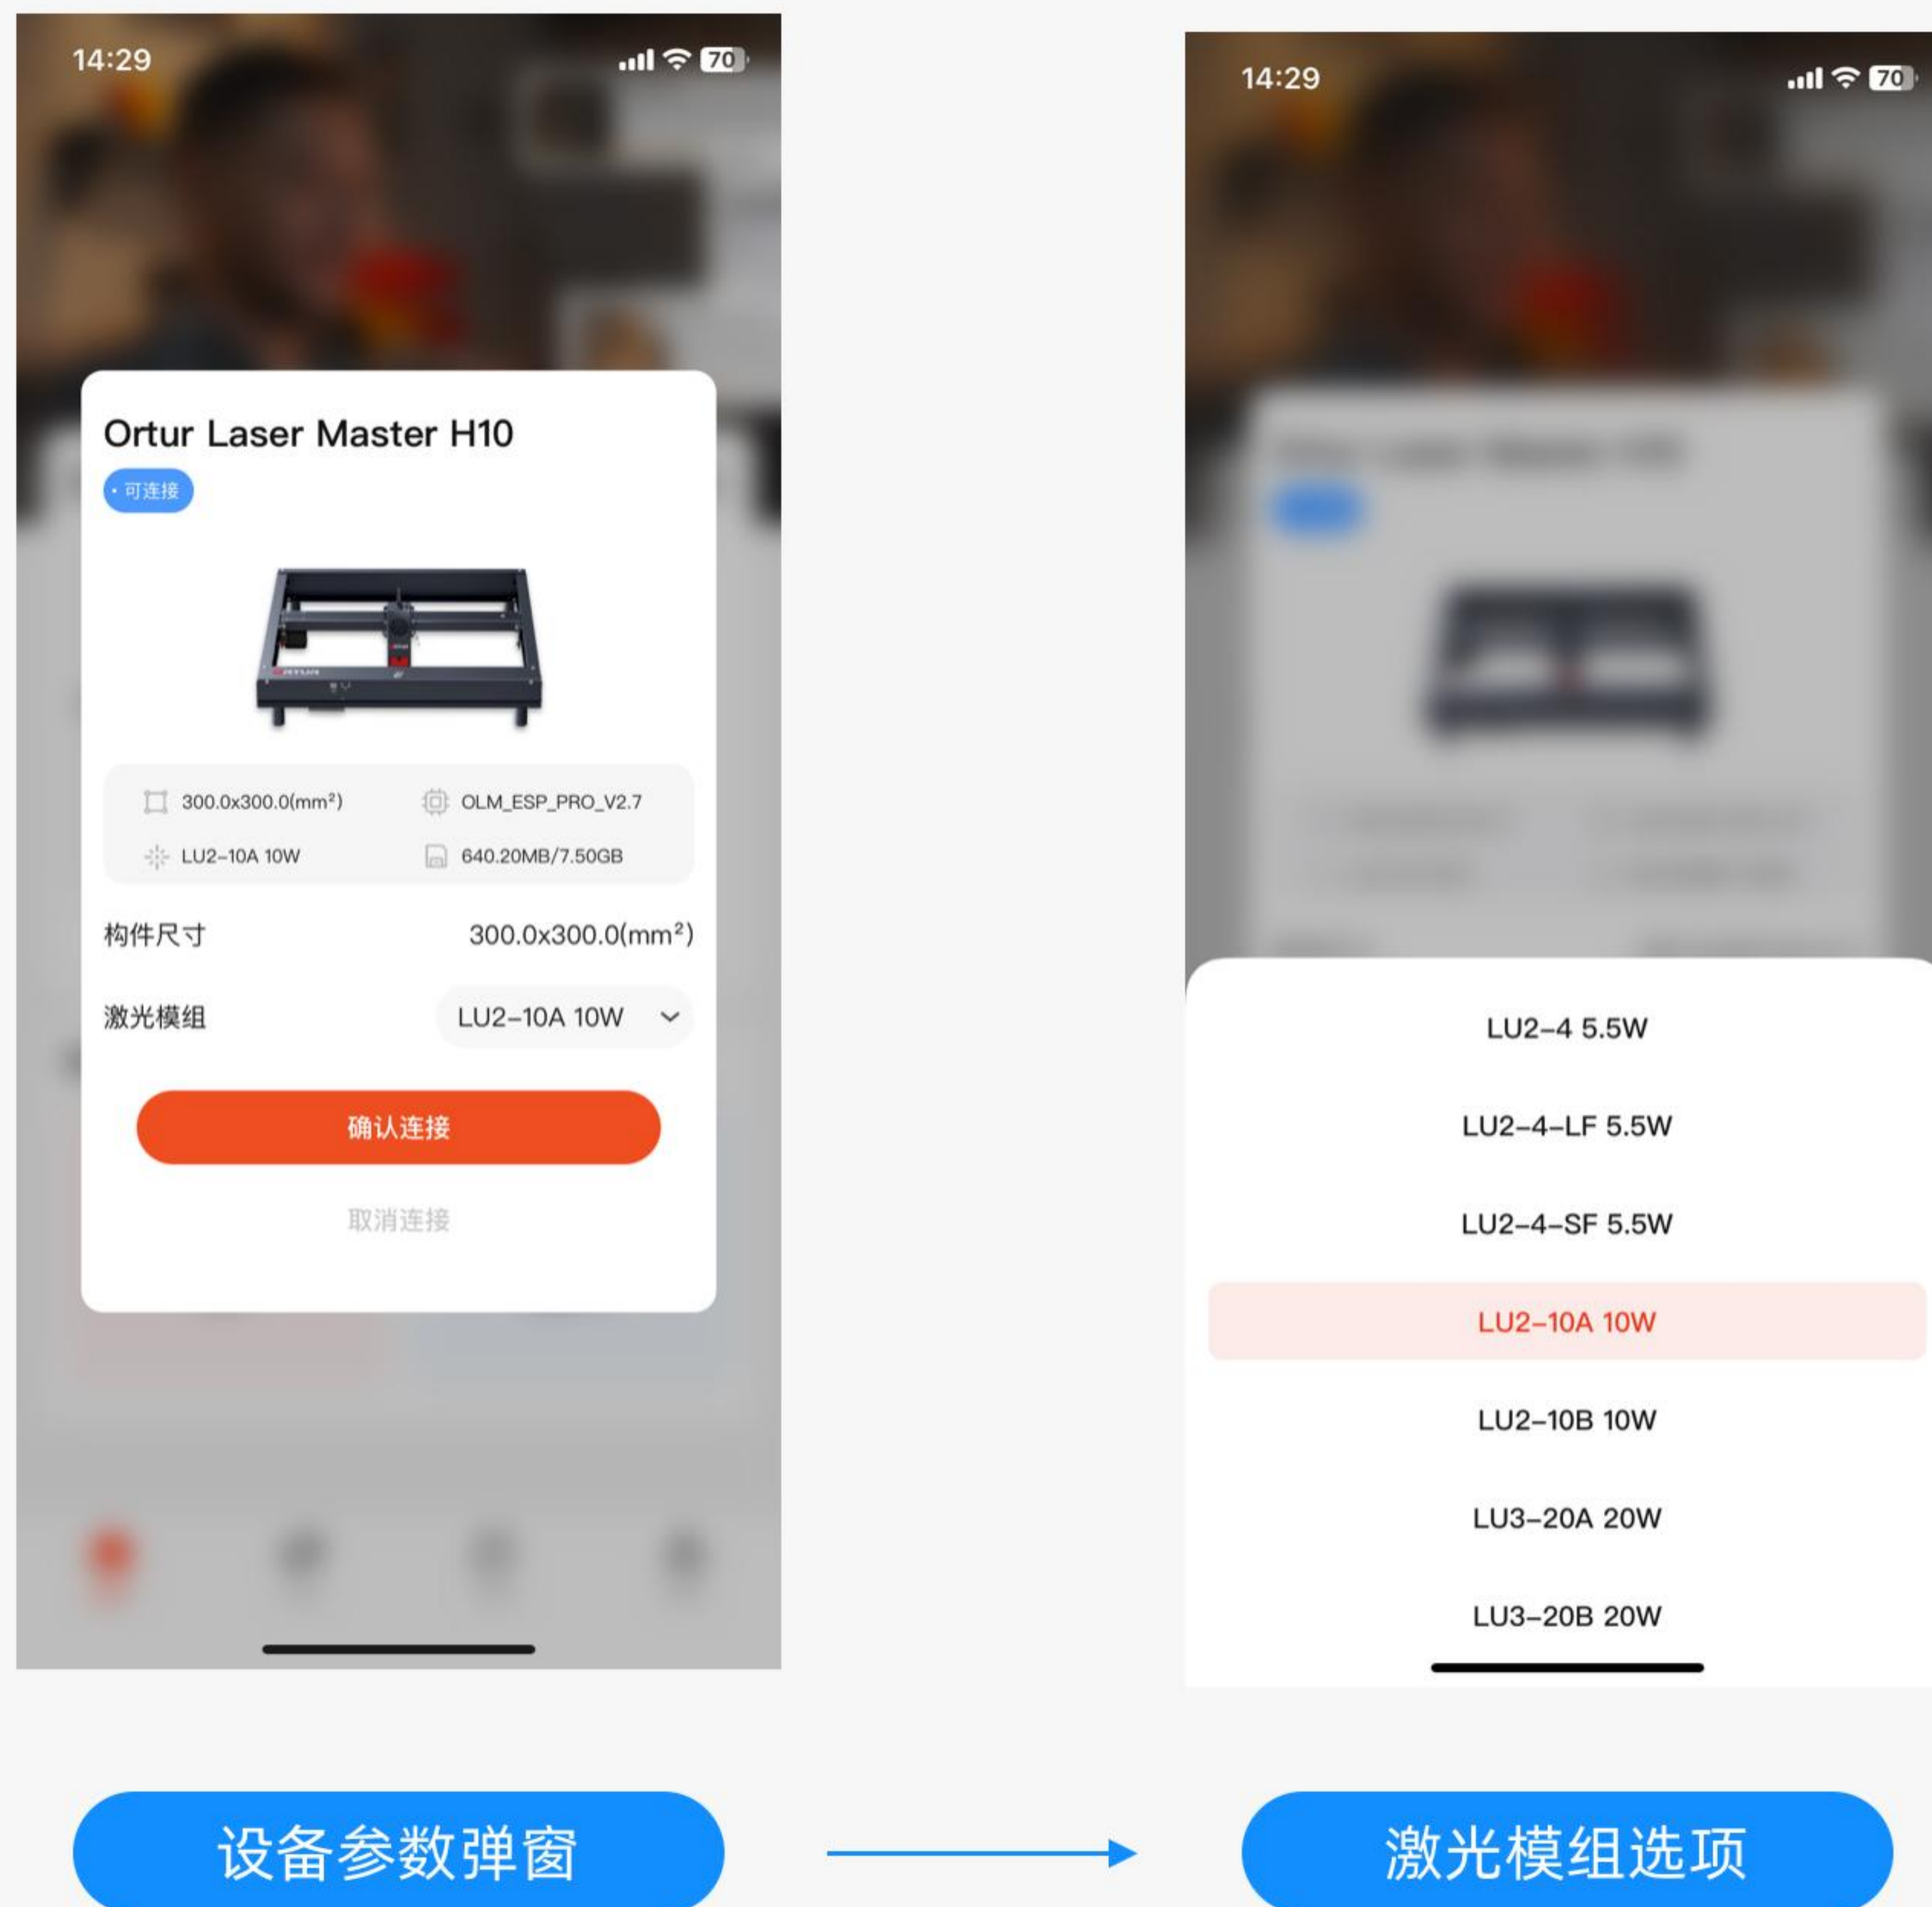 14:29
70
Ortur Laser Master H10
· 可连接
ORTUR
300.0x300.0(mm²)
OLM_ESP_PRO_V2.7
LU2-10A 10W
640.20MB/7.50GB
构件尺寸
300.0x300.0(mm²)
激光模组
LU2-10A 10W
确认连接
取消连接
设备参数弹窗
14:29
70
LU2-4 5.5W
LU2-4-LF 5.5W
LU2-4-SF 5.5W
LU2-10A 10W
LU2-10B 10W
LU3-20A 20W
LU3-20B 20W
激光模组选项